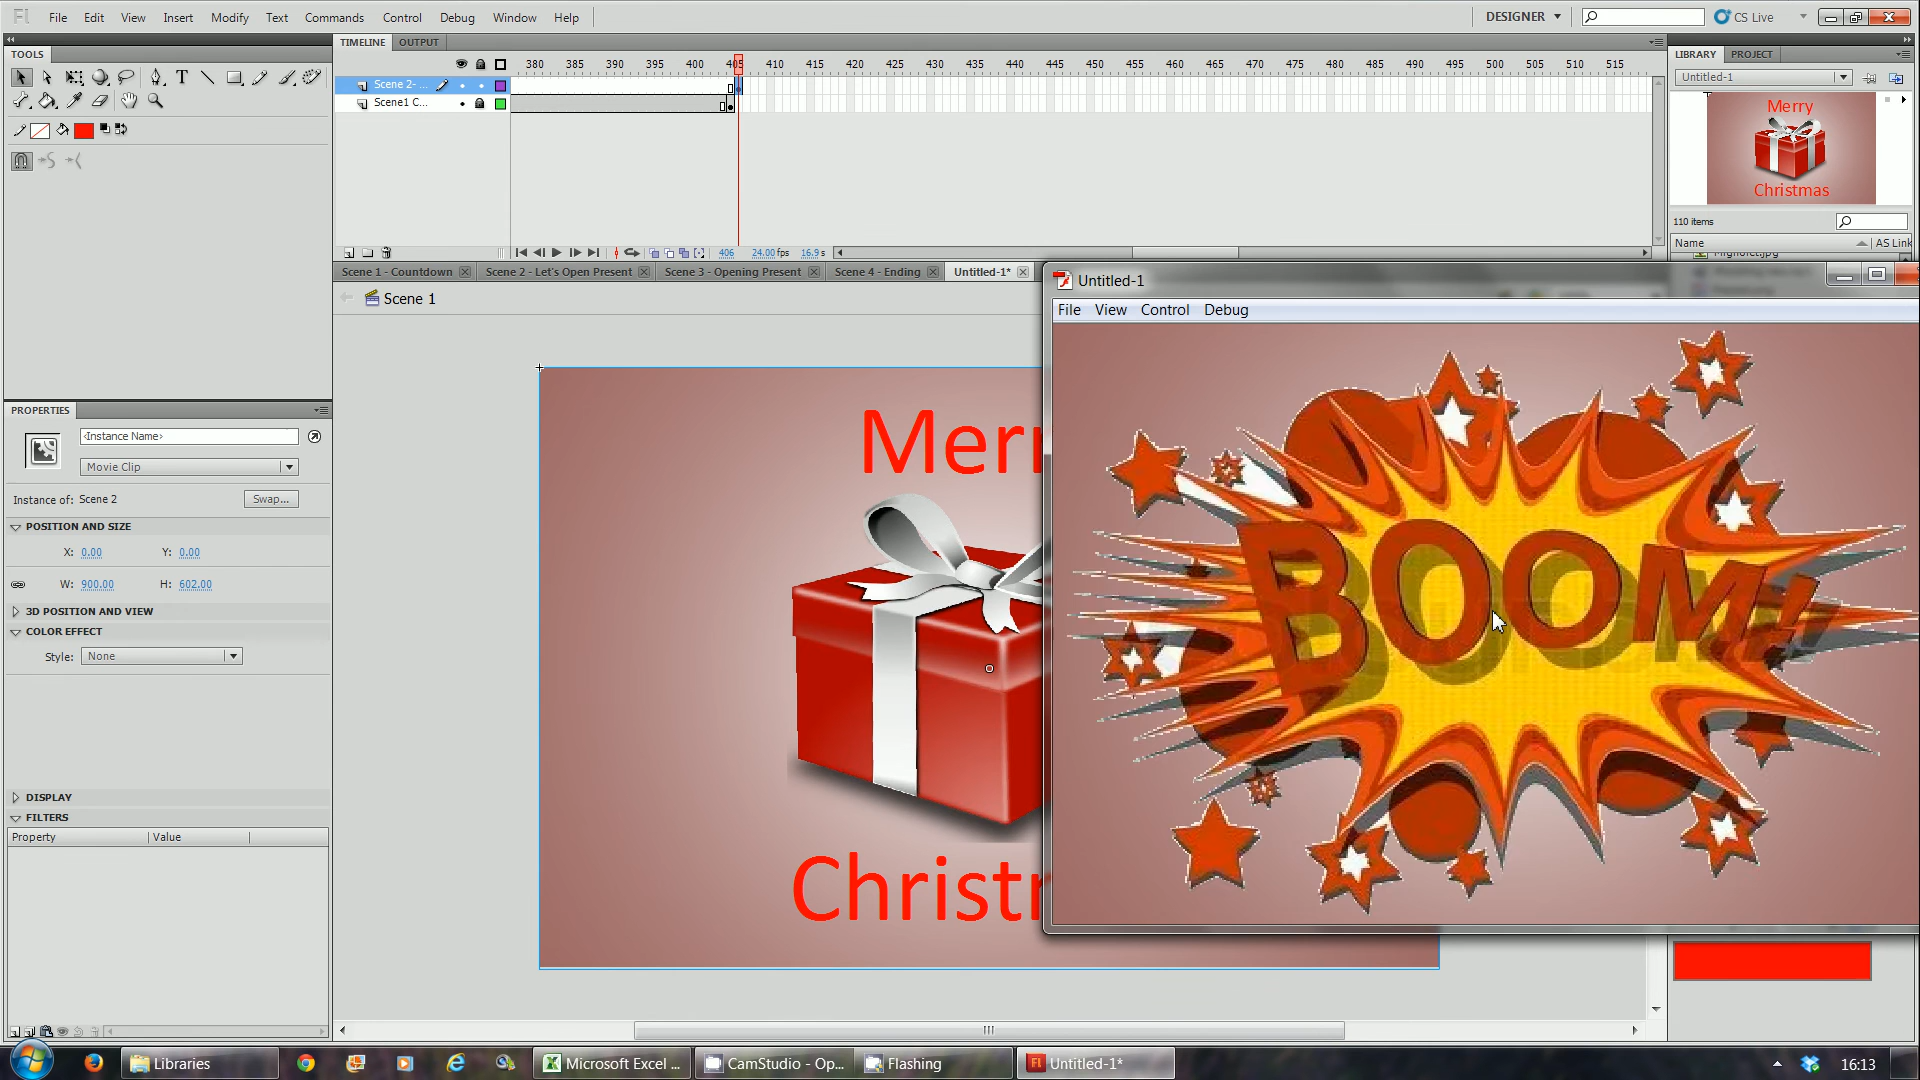 Fl File Edit View Insert Modify Text Commands Control Debug Window Help DESIGNER CS Live
TOOLS
TIMELINE OUTPUT
380 385 390 395 400 405 410 415 420 425 430 435 440 445 450 455 460 465 470 475 480 485 490 495 500 505 510 515
Scene 2- ...
Scene1 C...
406 24.00 fps 16.9 s
LIBRARY PROJECT
Untitled-1
Merry
Christmas
110 items
Name AS Link
Scene 1 - Countdown Scene 2 - Let's Open Present Scene 3 - Opening Present Scene 4 - Ending Untitled-1*
Scene 1
PROPERTIES
<Instance Name>
Movie Clip
Instance of: Scene 2 Swap...
POSITION AND SIZE
X: 0.00 Y: 0.00
W: 900.00 H: 602.00
3D POSITION AND VIEW
COLOR EFFECT
Style: None
DISPLAY
FILTERS
Property Value
Merr
Christ
Untitled-1
File View Control Debug
BOOM!
Libraries Microsoft Excel ... CamStudio - Op... Flashing Fl Untitled-1* 16:13